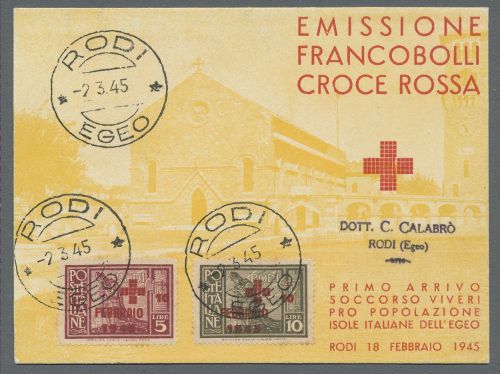 EMISSIONE
FRANCOBOLLI
CROCE ROSSA
RODI
-2.3.45
EGEO
DOTT. C. CALABRÒ
RODI (Egeo)
RODI
-2.3.45
EGEO
RODI
2.3.45
EGEO
POSTE ITALIANE
FEBBRAIO
+10
LIRE
5
POSTE ITALIANE
+10
LIRE
10
PRIMO ARRIVO
SOCCORSO VIVERI
PRO POPOLAZIONE
ISOLE ITALIANE DELL'EGEO
RODI 18 FEBBRAIO 1945